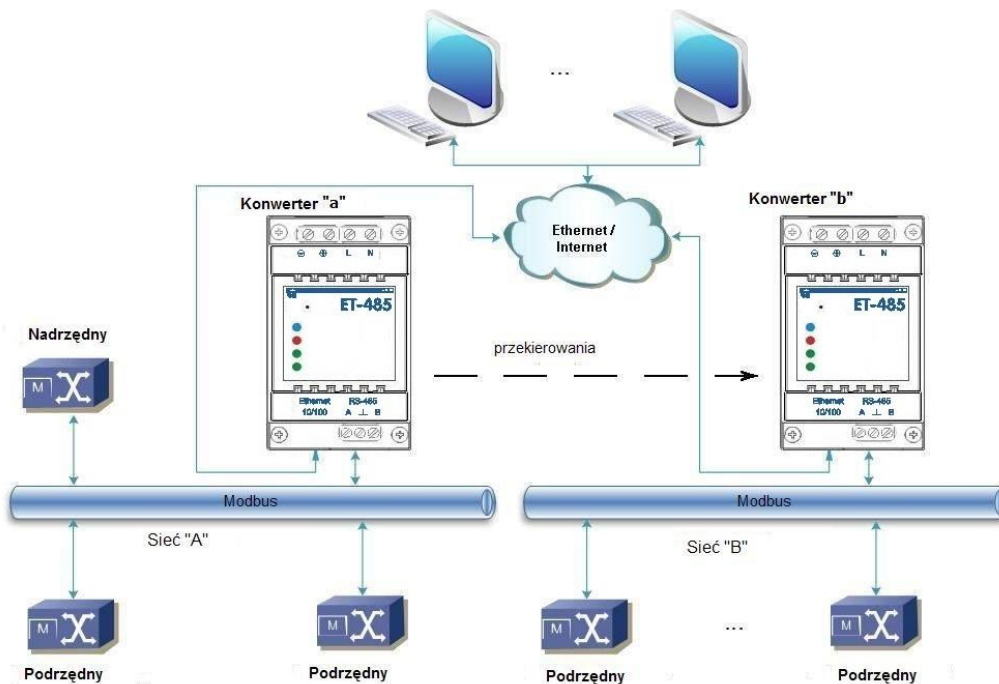 ...
Konwerter "a"
Konwerter "b"
Ethernet /
Internet
L N
L N
ET-485
ET-485
Nadrzędny
M
przekierowania
Ethernet RS-485
10/100 A ⊥ B
Ethernet RS-485
10/100 A ⊥ B
Modbus
Modbus
Sieć "A"
Sieć "B"
M
M
M
...
M
Podrzędny
Podrzędny
Podrzędny
Podrzędny